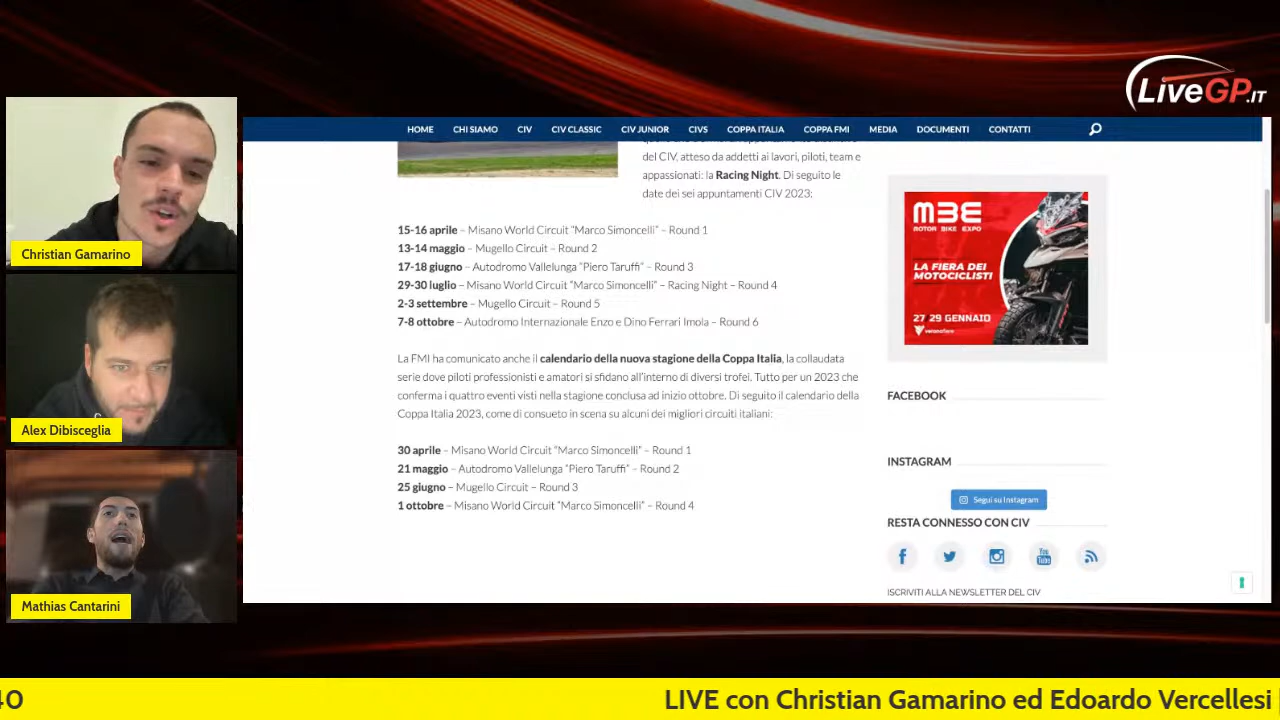 LiveGP.IT
HOME CHI SIAMO CIV CIV CLASSIC CIV JUNIOR CIVS COPPA ITALIA COPPA FMI MEDIA DOCUMENTI CONTATTI
del CIV, atteso da addetti ai lavori, piloti, team e
appassionati: la Racing Night. Di seguito le
date dei sei appuntamenti CIV 2023:
15-16 aprile – Misano World Circuit “Marco Simoncelli” – Round 1
13-14 maggio – Mugello Circuit – Round 2
17-18 giugno – Autodromo Vallelunga “Piero Taruffi” – Round 3
29-30 luglio – Misano World Circuit “Marco Simoncelli” – Racing Night – Round 4
2-3 settembre – Mugello Circuit – Round 5
7-8 ottobre – Autodromo Internazionale Enzo e Dino Ferrari Imola – Round 6
La FMI ha comunicato anche il calendario della nuova stagione della Coppa Italia, la collaudata
serie dove piloti professionisti e amatori si sfidano all’interno di diversi trofei. Tutto per un 2023 che
conferma i quattro eventi visti nella stagione conclusa ad inizio ottobre. Di seguito il calendario della
Coppa Italia 2023, come di consueto in scena su alcuni dei migliori circuiti italiani:
30 aprile – Misano World Circuit “Marco Simoncelli” – Round 1
21 maggio – Autodromo Vallelunga “Piero Taruffi” – Round 2
25 giugno – Mugello Circuit – Round 3
1 ottobre – Misano World Circuit “Marco Simoncelli” – Round 4
MBE
MOTOR BIKE EXPO
LA FIERA DEI
MOTOCICLISTI
27/29 GENNAIO
veronafiere
FACEBOOK
INSTAGRAM
Segui su Instagram
RESTA CONNESSO CON CIV
You
Tube
ISCRIVITI ALLA NEWSLETTER DEL CIV
Christian Gamarino
Alex Dibisceglia
Mathias Cantarini
40 LIVE con Christian Gamarino ed Edoardo Vercellesi |